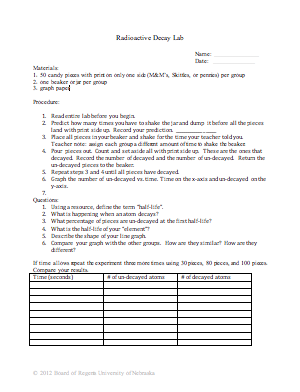 Radioactive Decay Lab
Name: _______________
Date: _______________
Materials:
1. 50 candy pieces with print on only one side (M&M's, Skittles, or pennies) per group
2. one beaker or jar per group
3. graph paper
Procedure:
1. Read entire lab before you begin.
2. Predict how many times you have to shake the jar and dump it before all the
pieces land with print side up. Record your prediction. _______________
3. Place all pieces in your beaker and shake for the time your teacher told you.
Teacher note: assign each group a different amount of time to shake the beaker
4. Pour pieces out. Count and set aside all with print side up. These are the ones that
decayed. Record the number of decayed and the number of un-decayed. Return the
un-decayed pieces to the beaker.
5. Repeat steps 3 and 4 until all pieces have decayed.
6. Graph the number of un-decayed vs. time. Time on the x-axis and un-decayed on the
y-axis.
7.
Questions:
1. Using a resource, define the term "half-life".
2. What is happening when an atom decays?
3. What percentage of pieces are un-decayed at the first half-life?
4. What is the half-life of your "element"?
5. Describe the shape of your line graph.
6. Compare your graph with the other groups. How are they similar? How are they
different?
If time allows repeat the experiment three more times using 30 pieces, 80 pieces, and 100 pieces.
Compare your results.
Time (seconds) # of un-decayed atoms # of decayed atoms
© 2012 Board of Regents University of Nebraska